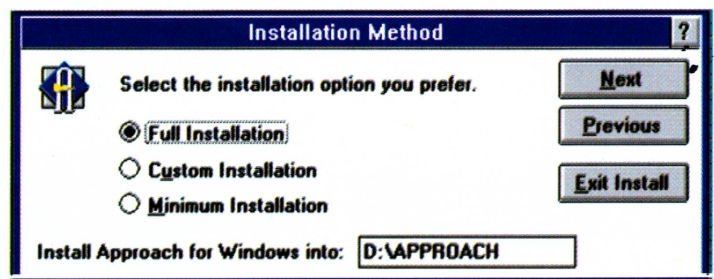 Installation Method
?
Select the installation option you prefer.
Full Installation
Custom Installation
Minimum Installation
Next
Previous
Exit Install
Install Approach for Windows into: D:\APPROACH